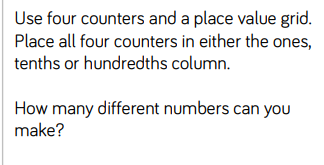 Use four counters and a place value grid.
Place all four counters in either the ones,
tenths or hundredths column.
How many different numbers can you
make?